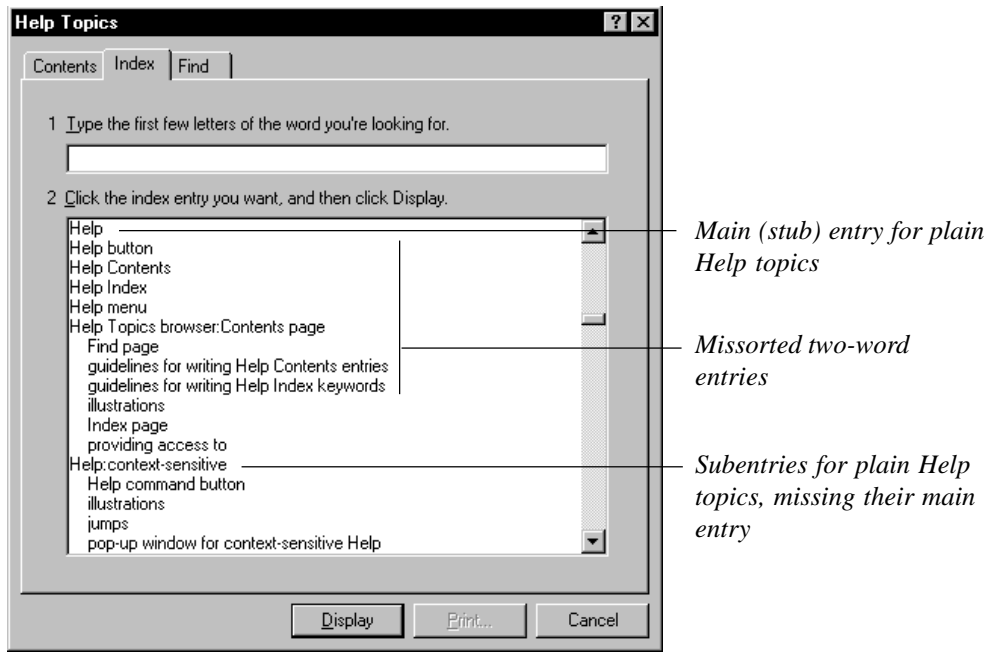 Help Topics
Contents Index Find
1 Type the first few letters of the word you're looking for.
2 Click the index entry you want, and then click Display.
Help
Help button
Help Contents
Help Index
Help menu
Help Topics browser:Contents page
Find page
guidelines for writing Help Contents entries
guidelines for writing Help Index keywords
illustrations
Index page
providing access to
Help:context-sensitive
Help command button
illustrations
jumps
pop-up window for context-sensitive Help
Display Print... Cancel
Main (stub) entry for plain
Help topics
Missorted two-word
entries
Subentries for plain Help
topics, missing their main
entry